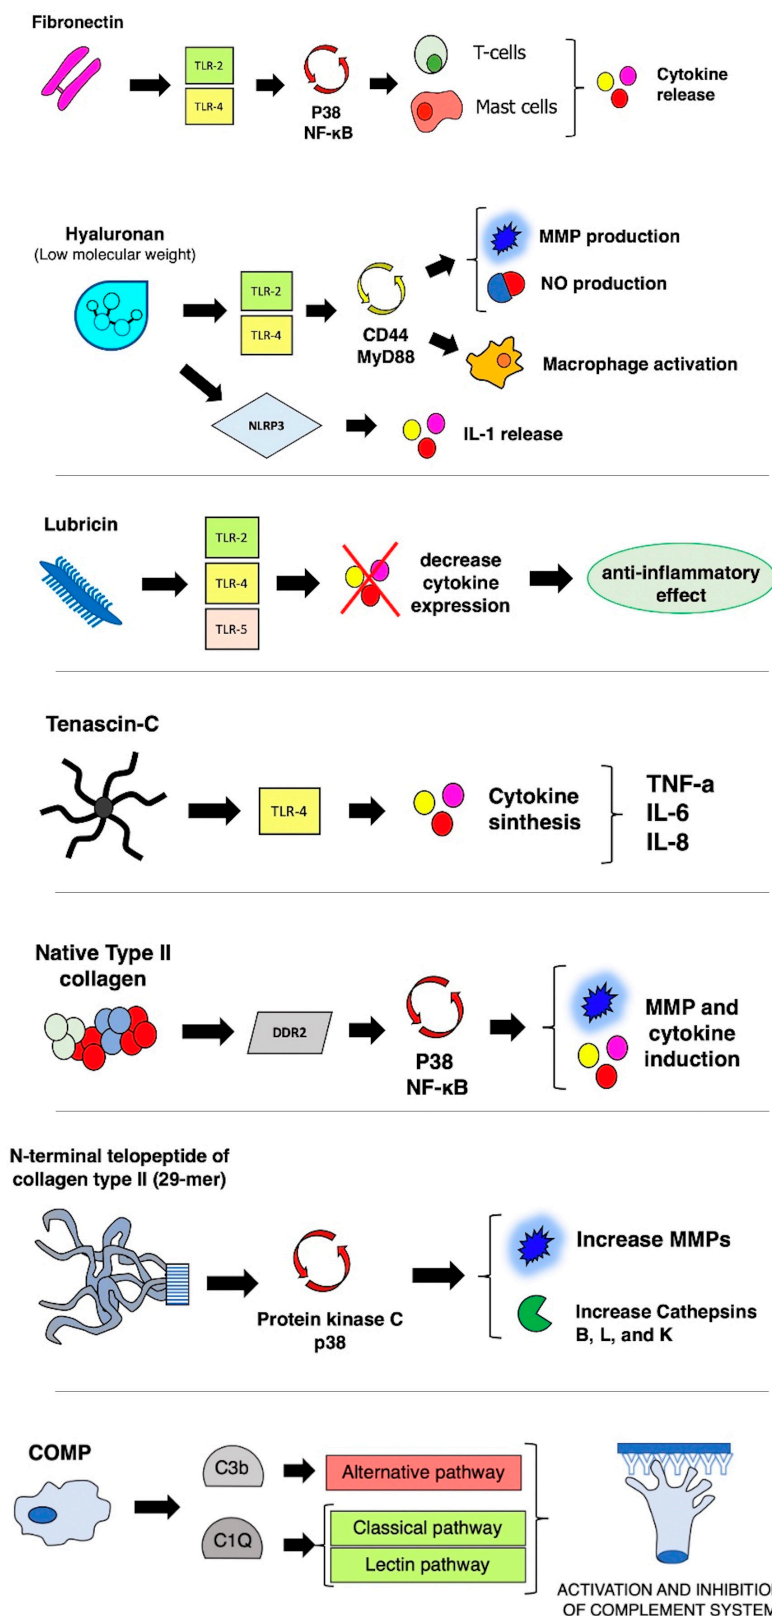 Fibronectin
TLR-2
TLR-4
P38
NF-κB
T-cells
Mast cells
Cytokine
release
Hyaluronan
(Low molecular weight)
TLR-2
TLR-4
CD44
MyD88
MMP production
NO production
Macrophage activation
NLRP3
IL-1 release
Lubricin
TLR-2
TLR-4
TLR-5
decrease
cytokine
expression
anti-inflammatory
effect
Tenascin-C
TLR-4
Cytokine
sinthesis
TNF-a
IL-6
IL-8
Native Type II
collagen
DDR2
P38
NF-κB
MMP and
cytokine
induction
N-terminal telopeptide of
collagen type II (29-mer)
Protein kinase C
p38
Increase MMPs
Increase Cathepsins
B, L, and K
COMP
C3b
Alternative pathway
C1Q
Classical pathway
Lectin pathway
ACTIVATION AND INHIBITION
OF COMPLEMENT SYSTEM